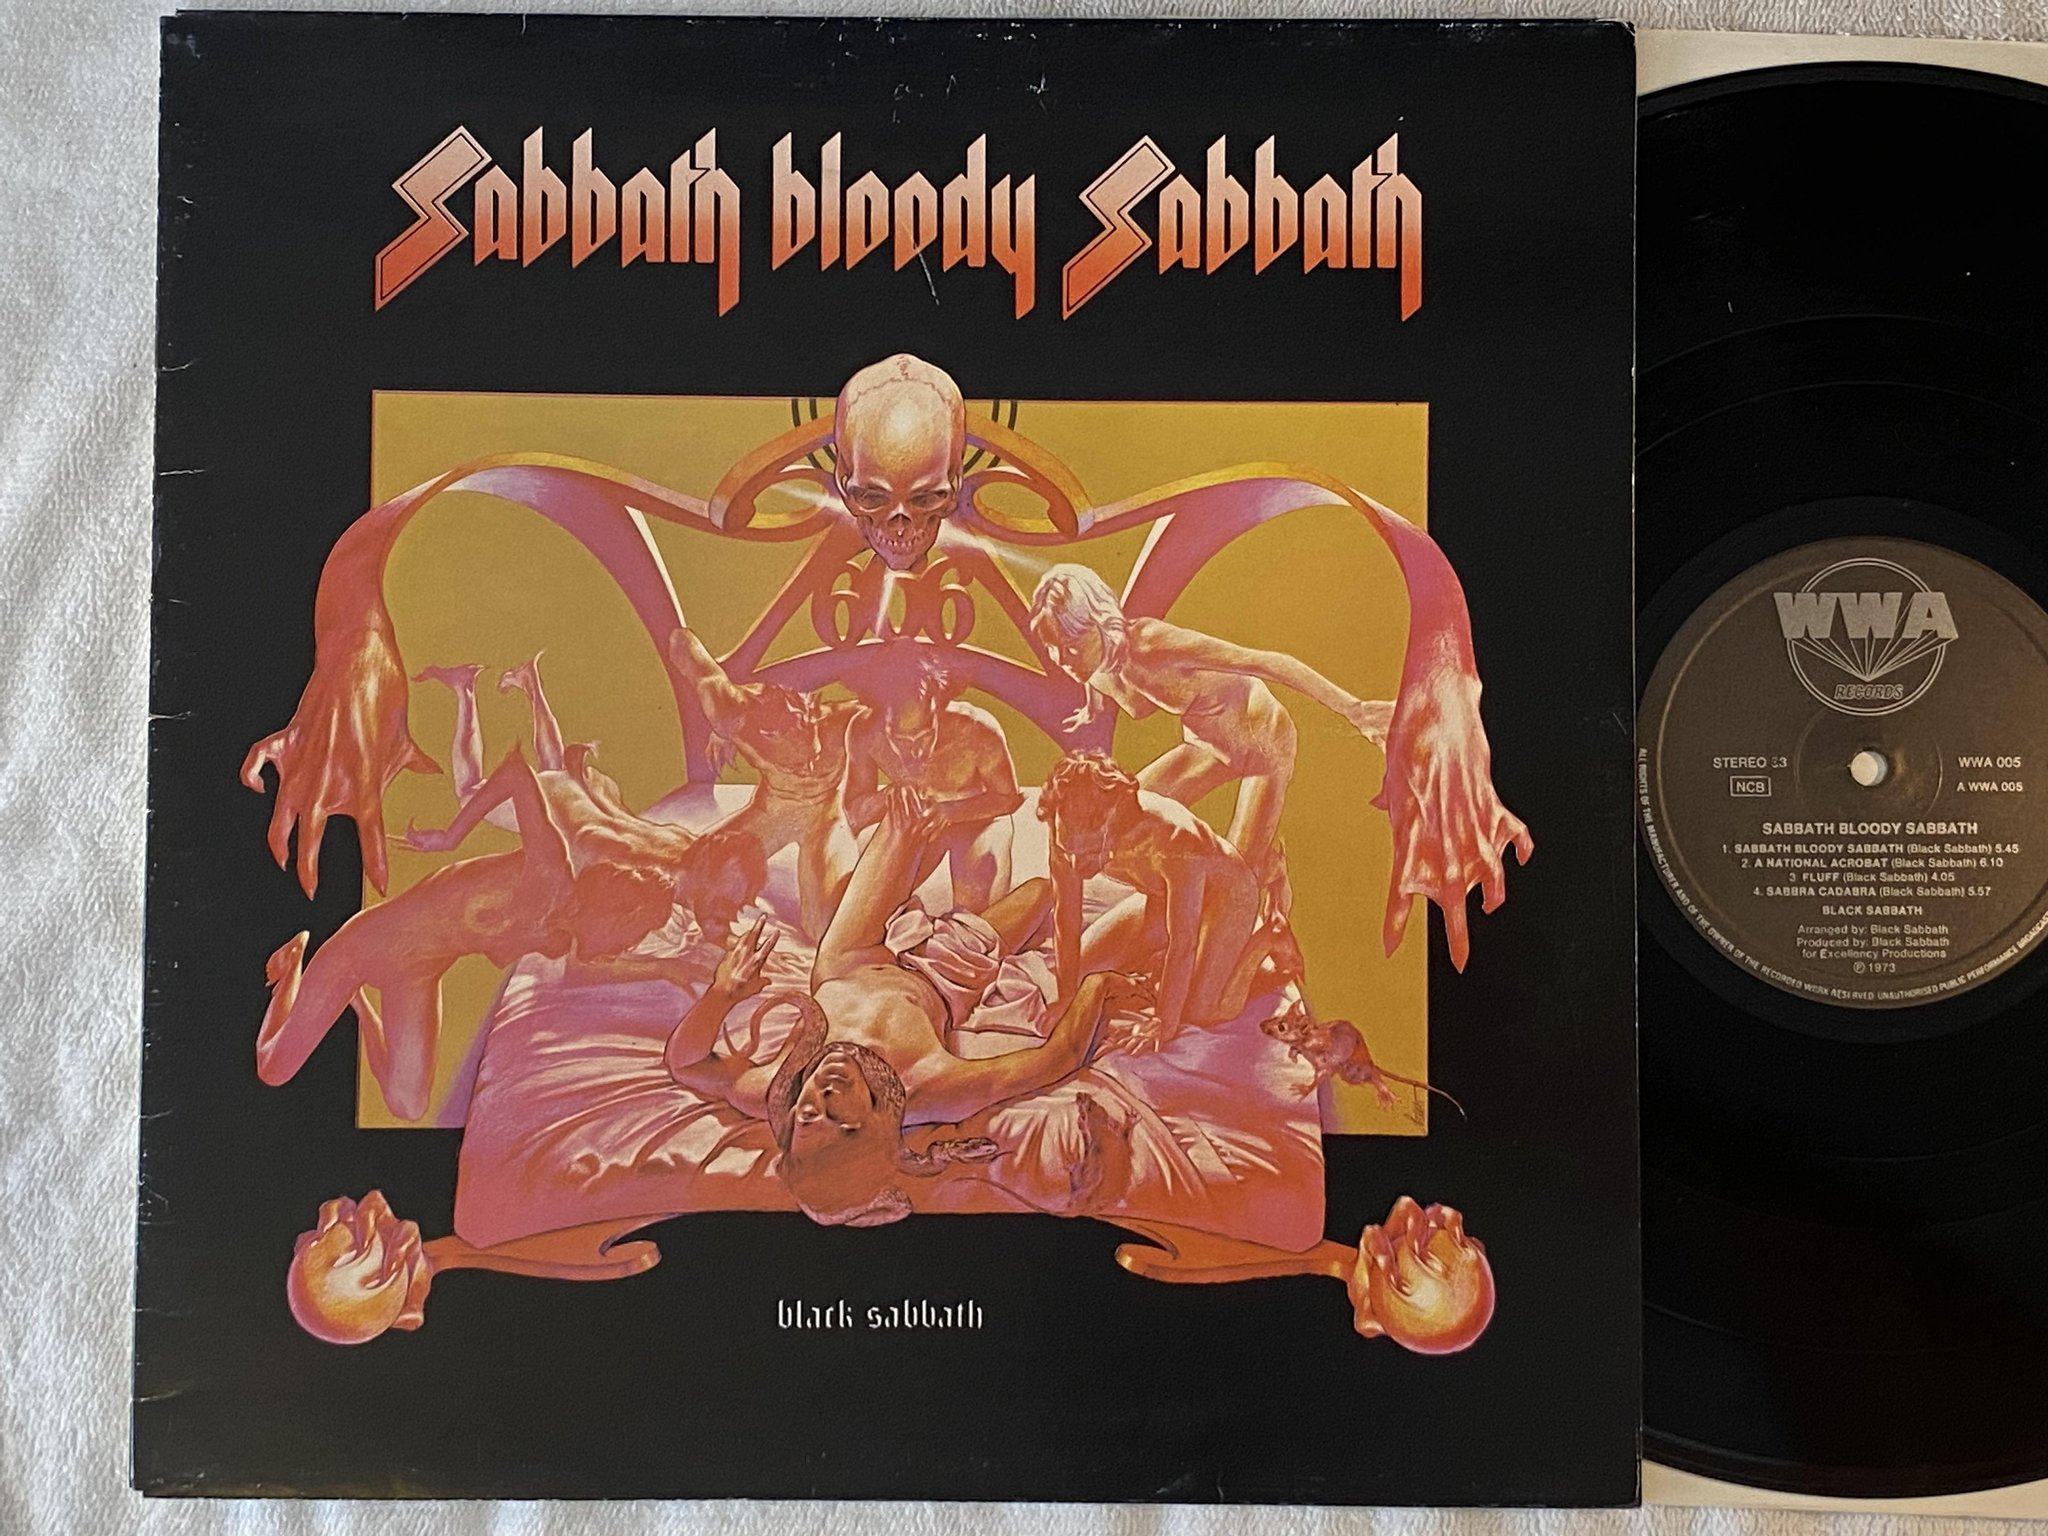 Sabbath bloody Sabbath
666
black sabbath
WWA
RECORDS
STEREO 33
NCB
WWA 005
A WWA 005
SABBATH BLOODY SABBATH
1. SABBATH BLOODY SABBATH (Black Sabbath) 5.45
2. A NATIONAL ACROBAT (Black Sabbath) 6.10
3 FLUFF (Black Sabbath) 4.05
4. SABBRA CADABRA (Black Sabbath) 5.57
BLACK SABBATH
Arranged by: Black Sabbath
Produced by: Black Sabbath
for Excellency Productions
℗ 1973
ALL RIGHTS OF THE MANUFACTURER AND OF THE OWNER OF THE RECORDED WORK RESERVED UNAUTHORISED PUBLIC PERFORMANCE BROADCAST